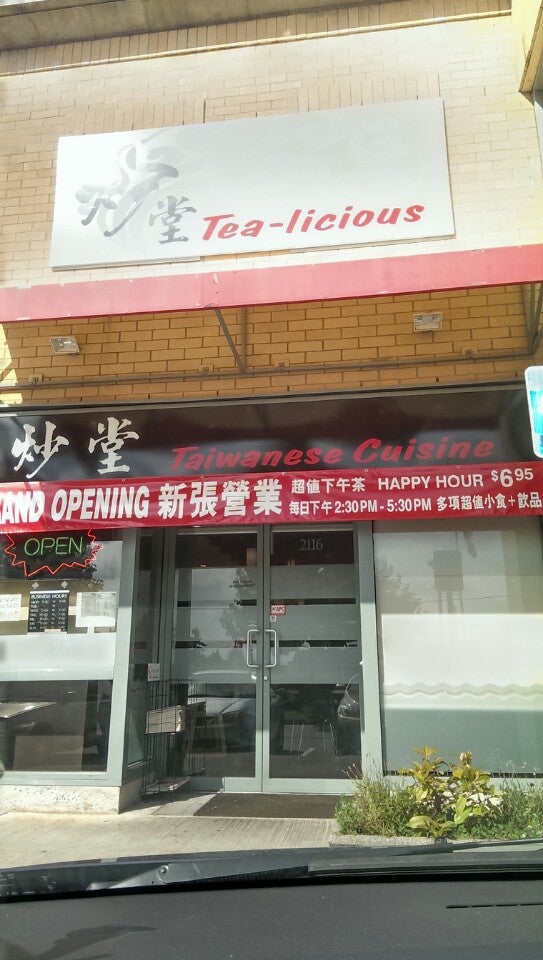 炒堂 Tea-licious
炒堂 Taiwanese Cuisine
AND OPENING 新張營業 超值下午茶 HAPPY HOUR $6.95
每日下午 2:30PM - 5:30PM 多項超值小食+飲品
OPEN
2116
BUSINESS HOURS